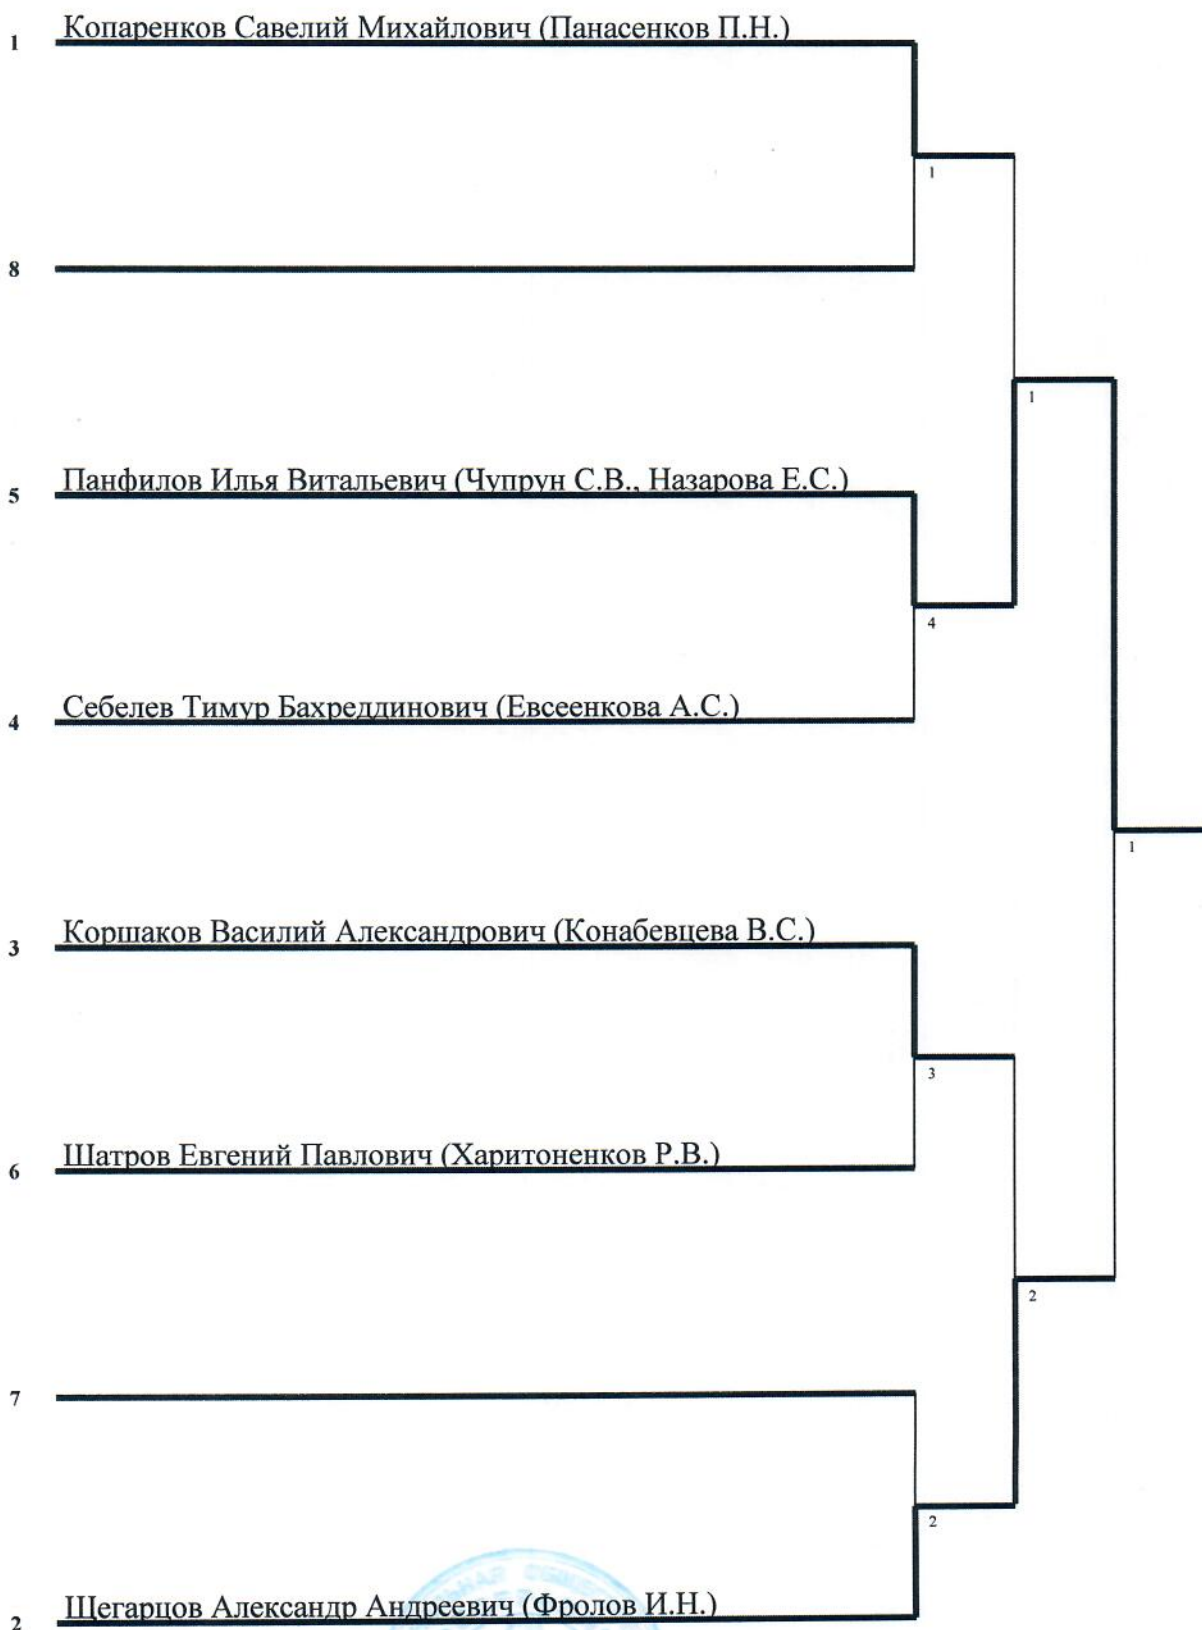 1 Копаренков Савелий Михайлович (Панасенков П.Н.)
1
8
1
5 Панфилов Илья Витальевич (Чупрун С.В., Назарова Е.С.)
4
4 Себелев Тимур Бахреддинович (Евсеенкова А.С.)
1
3 Коршаков Василий Александрович (Конабевцева В.С.)
3
6 Шатров Евгений Павлович (Харитоненков Р.В.)
2
7
2
2 Щегарцов Александр Андреевич (Фролов И.Н.)